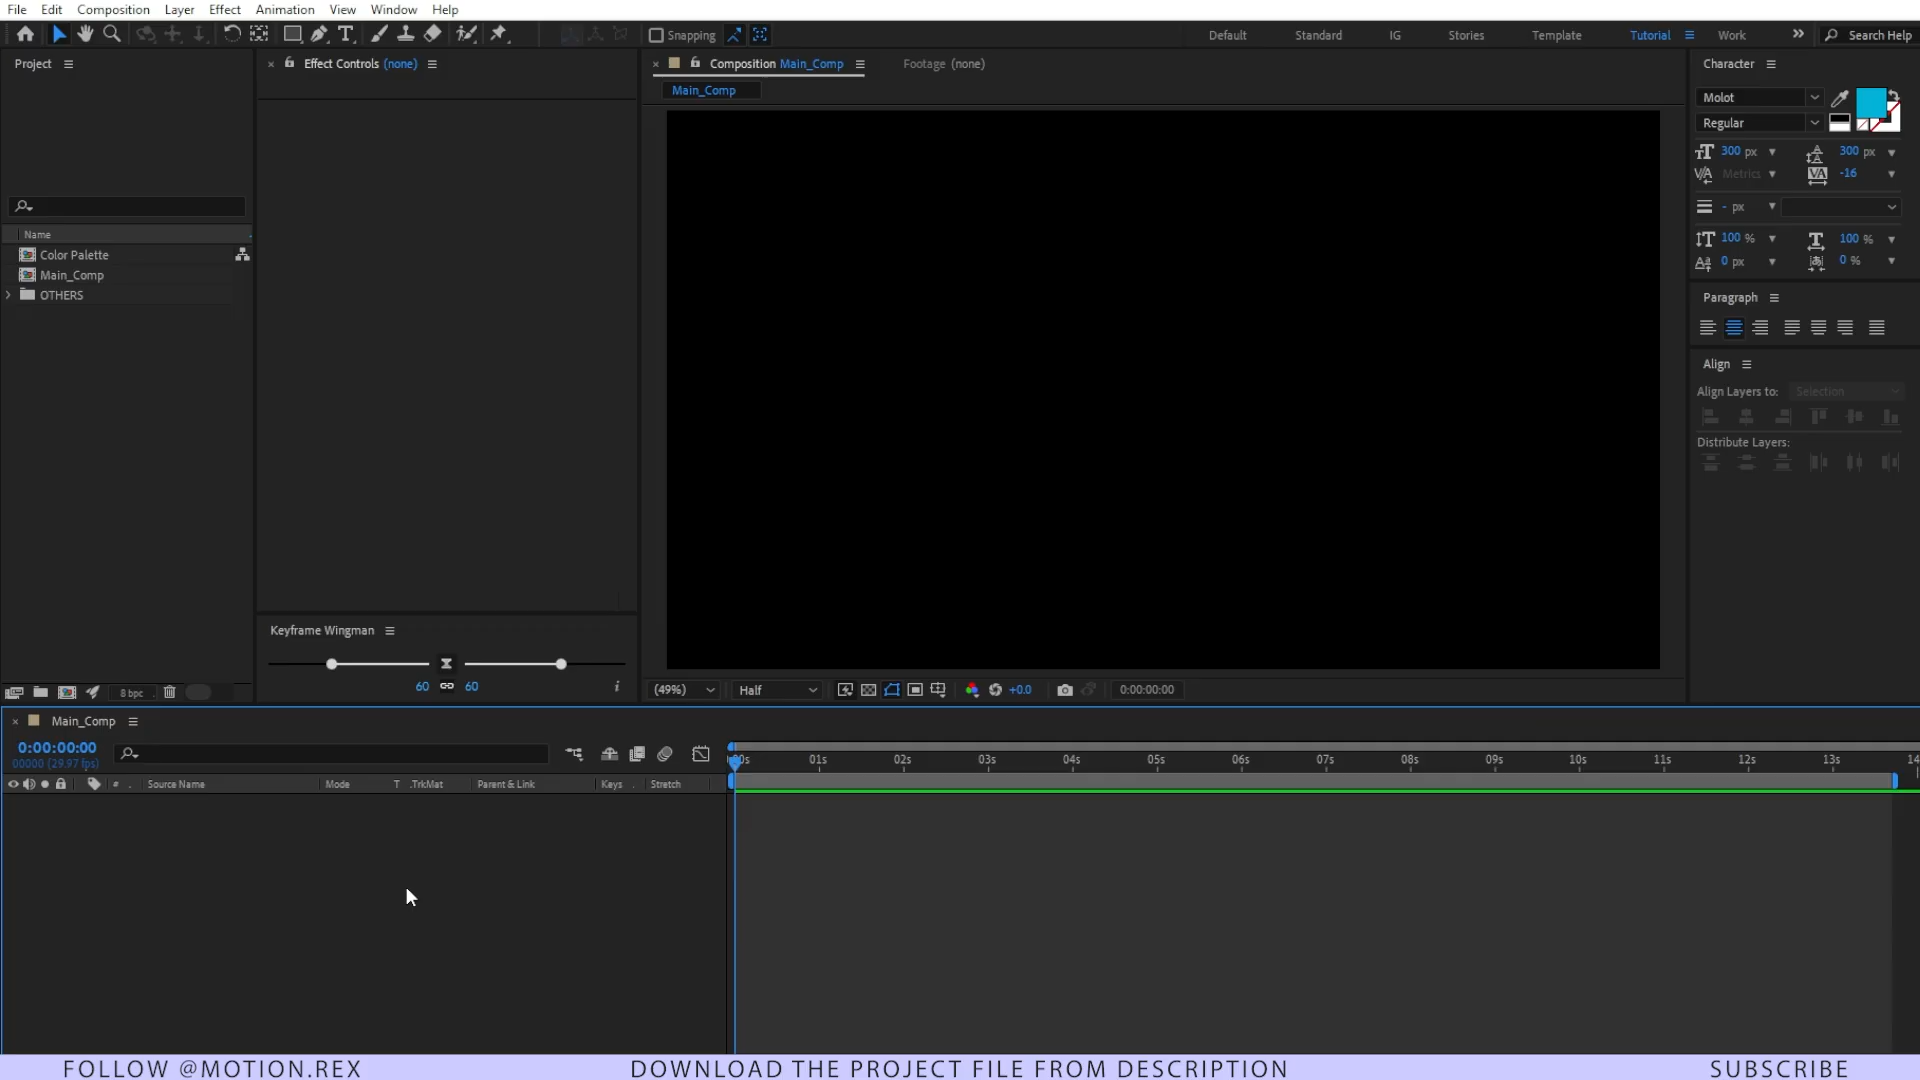 File Edit Composition Layer Effect Animation View Window Help
Snapping
Default Standard IG Stories Template Tutorial Work Search Help
Project
Effect Controls (none)
Composition Main_Comp
Footage (none)
Main_Comp
Name
Color Palette
Main_Comp
OTHERS
8 bpc
Keyframe Wingman
60 60
(49%) Half +0.0 0:00:00:00
Character
Molot
Regular
300 px 300 px
Metrics -16
- px
100 % 100 %
0 px 0 %
Paragraph
Align
Align Layers to: Selection
Distribute Layers:
Main_Comp
0:00:00:00
00000 (29.97 fps)
# Source Name Mode T .TrkMat Parent & Link Keys Stretch
01s 02s 03s 04s 05s 06s 07s 08s 09s 10s 11s 12s 13s 14
FOLLOW @MOTION.REX DOWNLOAD THE PROJECT FILE FROM DESCRIPTION SUBSCRIBE